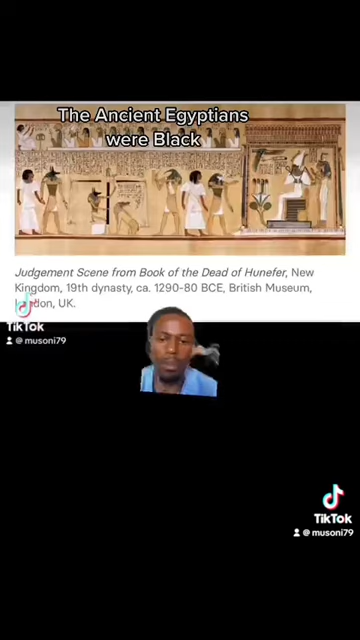 The Ancient Egyptians
were Black
Judgement Scene from Book of the Dead of Hunefer, New
Kingdom, 19th dynasty, ca. 1290-80 BCE, British Museum,
UK.
TikTok
@musoni79
TikTok
@musoni79